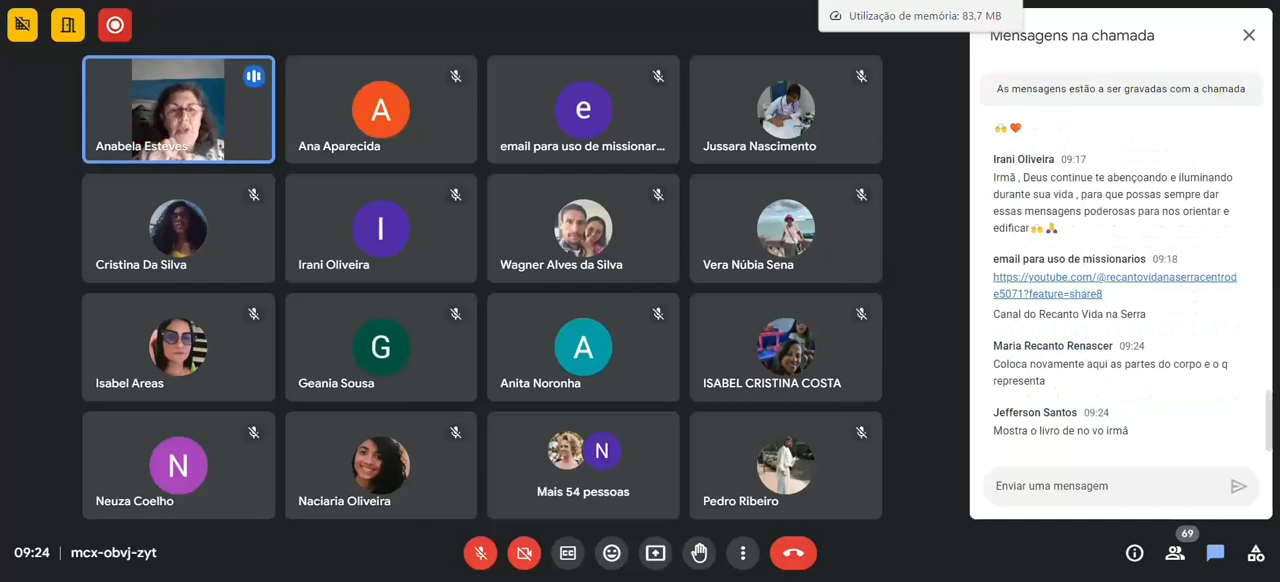 Utilização de memória: 83,7 MB
Mensagens na chamada
As mensagens estão a ser gravadas com a chamada
Anabela Esteves
A
Ana Aparecida
e
email para uso de missionar...
Jussara Nascimento
Cristina Da Silva
I
Irani Oliveira
Wagner Alves da Silva
Vera Núbia Sena
Isabel Areas
G
Geania Sousa
A
Anita Noronha
ISABEL CRISTINA COSTA
N
Neuza Coelho
Naciaria Oliveira
N
Mais 54 pessoas
Pedro Ribeiro
Irani Oliveira 09:17
Irmã , Deus continue te abençoando e iluminando
durante sua vida , para que possas sempre dar
essas mensagens poderosas para nos orientar e
edificar🙌🙏
email para uso de missionarios 09:18
https://youtube.com/@recantovidanaserracentrod
e5071?feature=share8
Canal do Recanto Vida na Serra
Maria Recanto Renascer 09:24
Coloca novamente aqui as partes do corpo e o q
representa
Jefferson Santos 09:24
Mostra o livro de no vo irmã
Enviar uma mensagem
09:24 | mcx-obvj-zyt
69